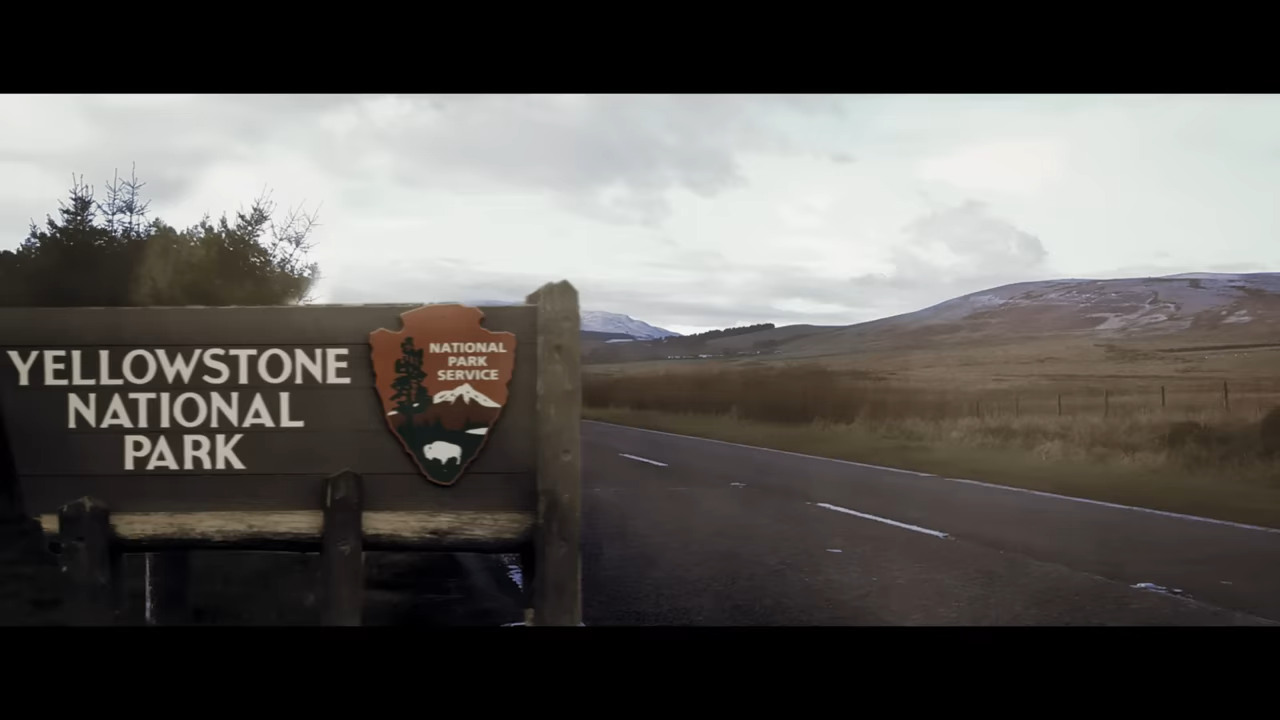 YELLOWSTONE
NATIONAL
PARK
NATIONAL
PARK
SERVICE